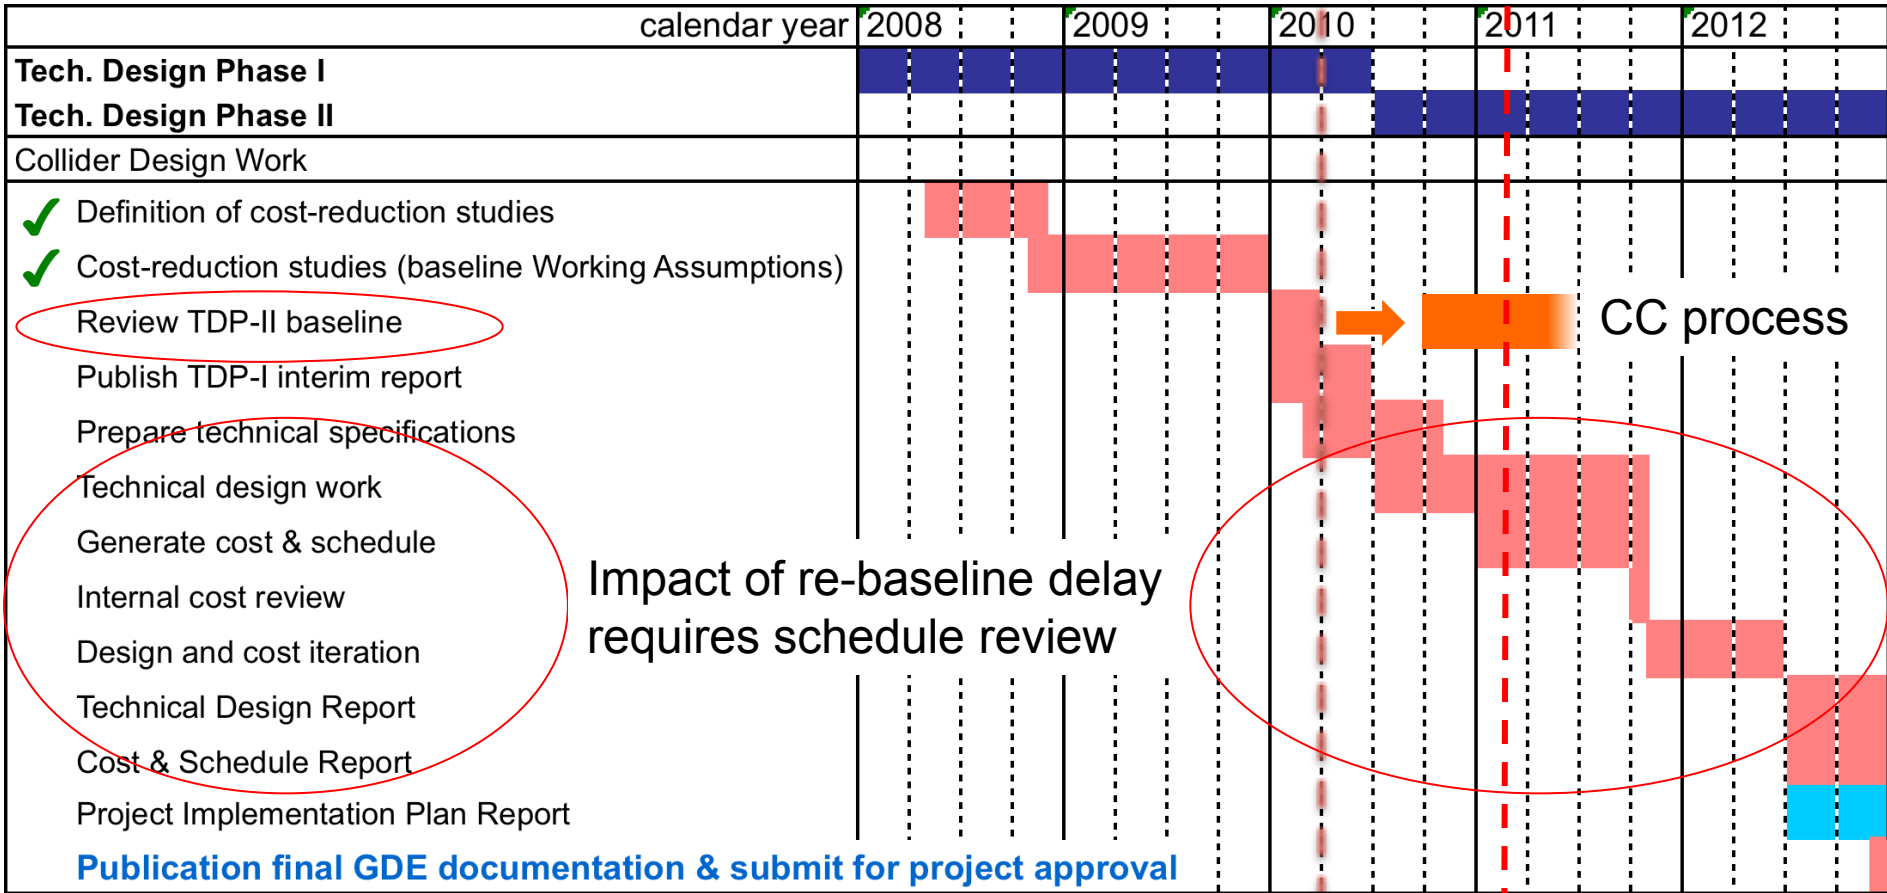 calendar year 2008 2009 2010 2011 2012
Tech. Design Phase I
Tech. Design Phase II
Collider Design Work
Definition of cost-reduction studies
Cost-reduction studies (baseline Working Assumptions)
Review TDP-II baseline
CC process
Publish TDP-I interim report
Prepare technical specifications
Technical design work
Generate cost & schedule
Impact of re-baseline delay
requires schedule review
Internal cost review
Design and cost iteration
Technical Design Report
Cost & Schedule Report
Project Implementation Plan Report
Publication final GDE documentation & submit for project approval